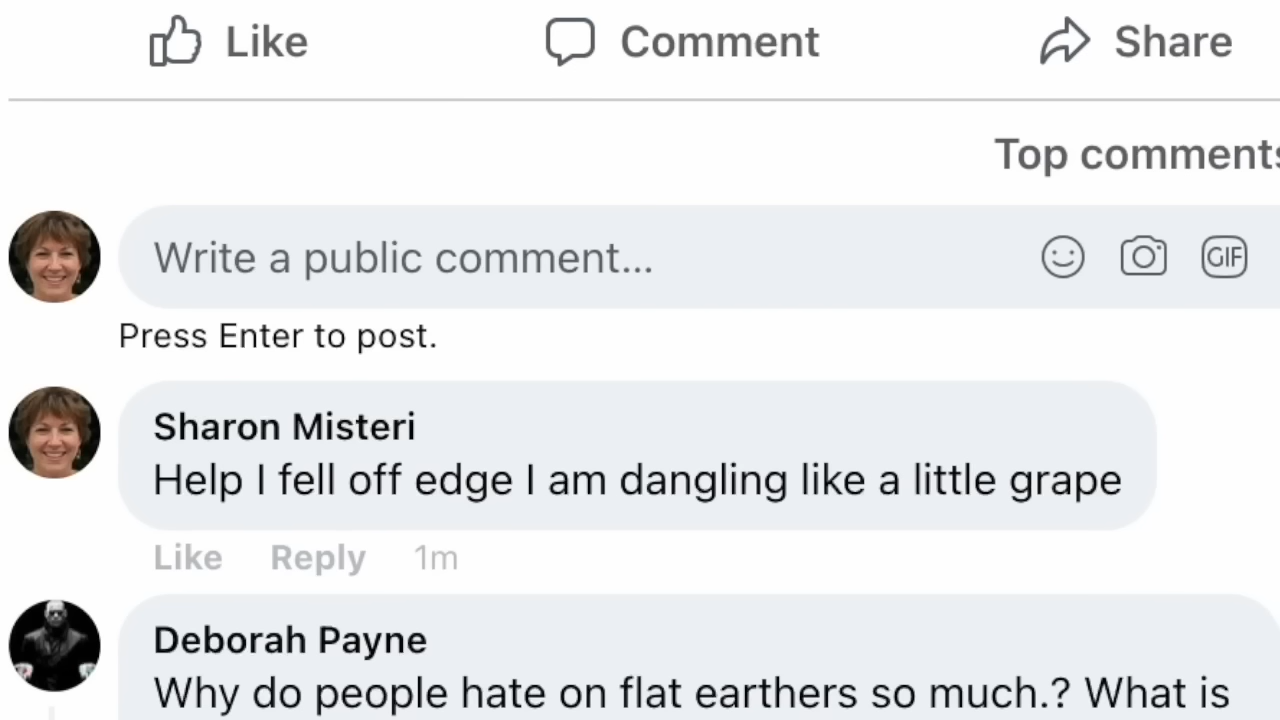 Like Comment Share
Top comments
Write a public comment...
GIF
Press Enter to post.
Sharon Misteri
Help I fell off edge I am dangling like a little grape
Like Reply 1m
Deborah Payne
Why do people hate on flat earthers so much.? What is